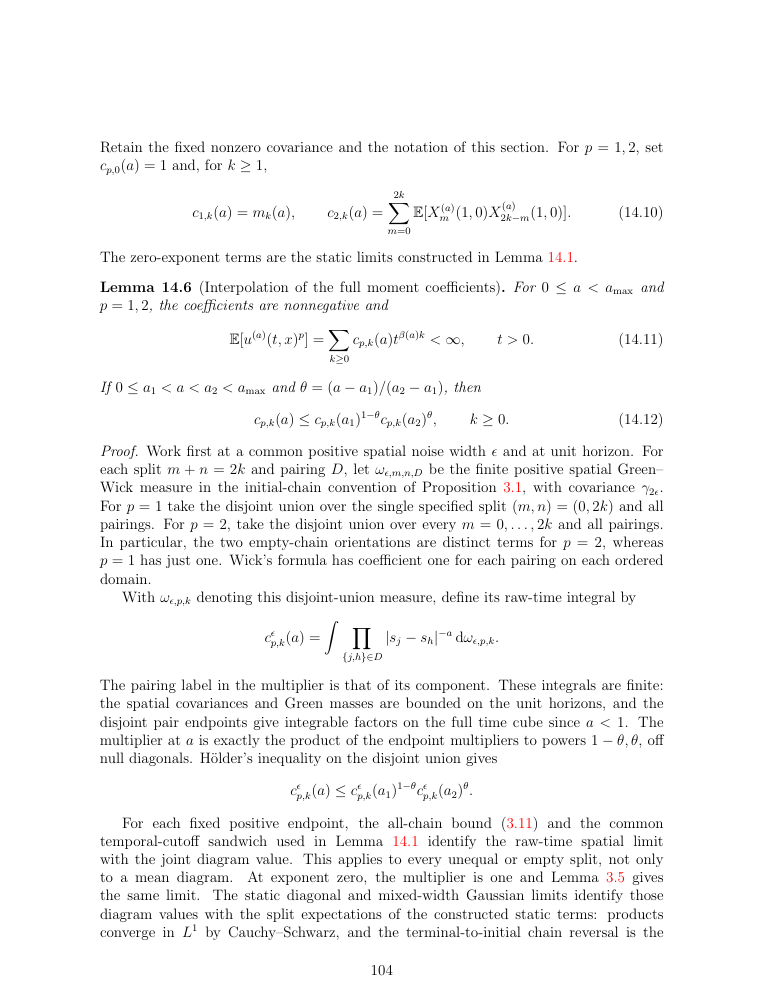 Retain the fixed nonzero covariance and the notation of this section. For p = 1, 2, set
c_{p,0}(a) = 1 and, for k ≥ 1,
c_{1,k}(a) = m_k(a), c_{2,k}(a) = ∑_{m=0}^{2k} 𝔼[X_m^{(a)}(1, 0)X_{2k−m}^{(a)}(1, 0)]. (14.10)
The zero-exponent terms are the static limits constructed in Lemma 14.1.
Lemma 14.6 (Interpolation of the full moment coefficients). For 0 ≤ a < a_{max} and
p = 1, 2, the coefficients are nonnegative and
𝔼[u^{(a)}(t, x)^p] = ∑_{k≥0} c_{p,k}(a)t^{β(a)k} < ∞, t > 0. (14.11)
If 0 ≤ a_1 < a < a_2 < a_{max} and θ = (a − a_1)/(a_2 − a_1), then
c_{p,k}(a) ≤ c_{p,k}(a_1)^{1−θ}c_{p,k}(a_2)^θ, k ≥ 0. (14.12)
Proof. Work first at a common positive spatial noise width ϵ and at unit horizon. For
each split m + n = 2k and pairing D, let ω_{ϵ,m,n,D} be the finite positive spatial Green–
Wick measure in the initial-chain convention of Proposition 3.1, with covariance γ_{2ϵ}.
For p = 1 take the disjoint union over the single specified split (m, n) = (0, 2k) and all
pairings. For p = 2, take the disjoint union over every m = 0, . . . , 2k and all pairings.
In particular, the two empty-chain orientations are distinct terms for p = 2, whereas
p = 1 has just one. Wick's formula has coefficient one for each pairing on each ordered
domain.
With ω_{ϵ,p,k} denoting this disjoint-union measure, define its raw-time integral by
c_{p,k}^ϵ(a) = ∫ ∏_{{j,h}∈D} |s_j − s_h|^{−a} dω_{ϵ,p,k}.
The pairing label in the multiplier is that of its component. These integrals are finite:
the spatial covariances and Green masses are bounded on the unit horizons, and the
disjoint pair endpoints give integrable factors on the full time cube since a < 1. The
multiplier at a is exactly the product of the endpoint multipliers to powers 1 − θ, θ, off
null diagonals. Hölder's inequality on the disjoint union gives
c_{p,k}^ϵ(a) ≤ c_{p,k}^ϵ(a_1)^{1−θ}c_{p,k}^ϵ(a_2)^θ.
For each fixed positive endpoint, the all-chain bound (3.11) and the common
temporal-cutoff sandwich used in Lemma 14.1 identify the raw-time spatial limit
with the joint diagram value. This applies to every unequal or empty split, not only
to a mean diagram. At exponent zero, the multiplier is one and Lemma 3.5 gives
the same limit. The static diagonal and mixed-width Gaussian limits identify those
diagram values with the split expectations of the constructed static terms: products
converge in L^1 by Cauchy–Schwarz, and the terminal-to-initial chain reversal is the
104